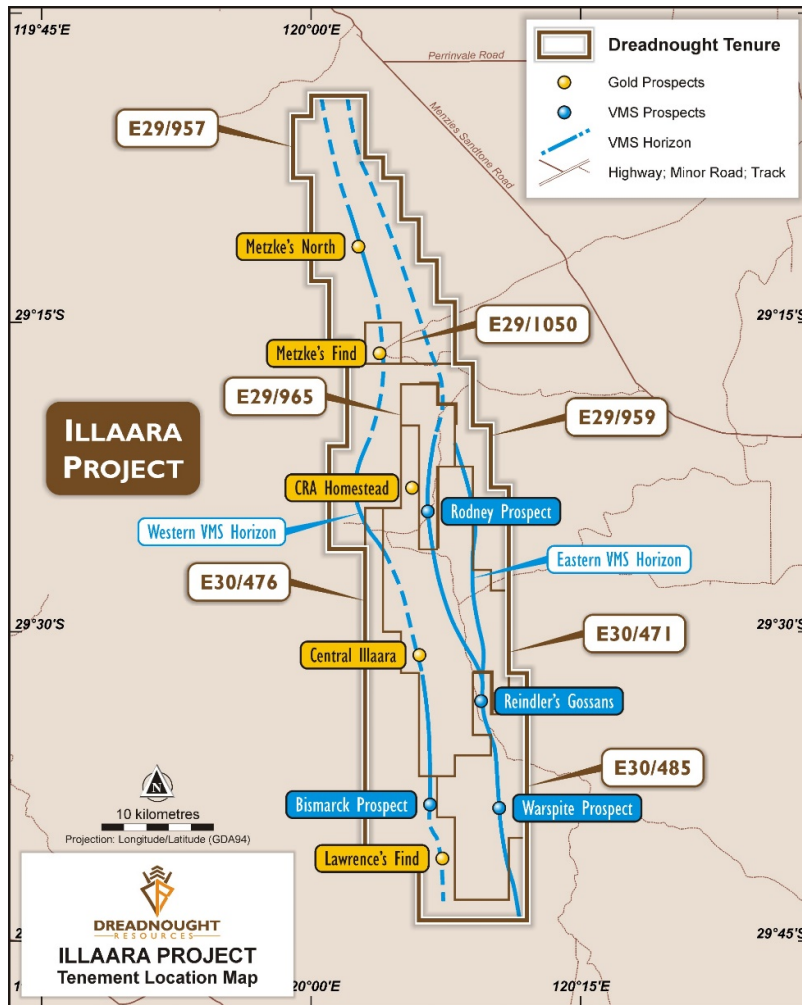 119°45'E
120°00'E
Dreadnought Tenure
Gold Prospects
VMS Prospects
VMS Horizon
Highway; Minor Road; Track
Perrinvale Road
Menzies Sandtone Road
E29/957
Metzke's North
29°15'S
29°15'S
E29/1050
Metzke's Find
E29/965
E29/959
ILLAARA
PROJECT
CRA Homestead
Rodney Prospect
Western VMS Horizon
Eastern VMS Horizon
E30/476
29°30'S
29°30'S
E30/471
Central Illaara
Reindler's Gossans
E30/485
N
10 kilometres
Projection: Longitude/Latitude (GDA94)
Bismarck Prospect
Warspite Prospect
Lawrence's Find
DREADNOUGHT
RESOURCES
ILLAARA PROJECT
Tenement Location Map
29°45'S
120°00'E
120°15'E